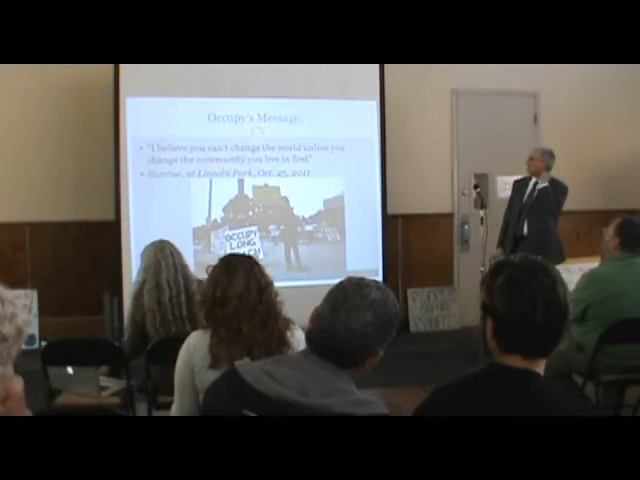 Occupy's Message:
• "I believe you can't change the world unless you
change the community you live in first"
• Sunrise, at Lincoln Park, Oct. 25, 2011
OCCUPY
LONG